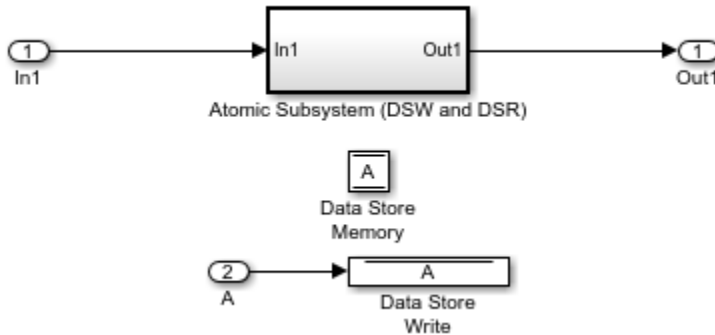 1
In1
In1
Out1
1
Out1
Atomic Subsystem (DSW and DSR)
A
Data Store
Memory
2
A
A
Data Store
Write